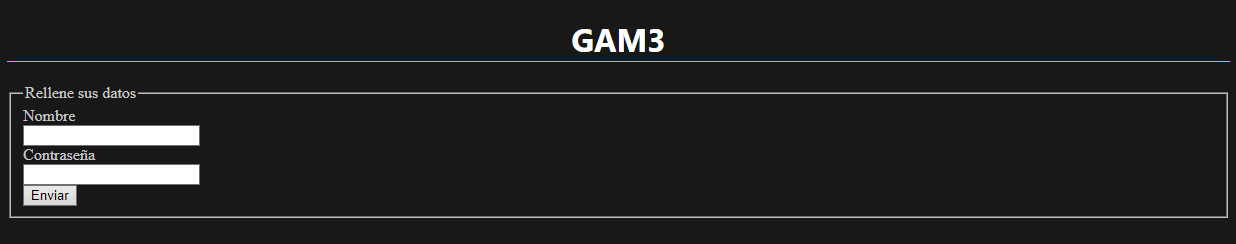 GAM3
Rellene sus datos
Nombre
Contraseña
Enviar